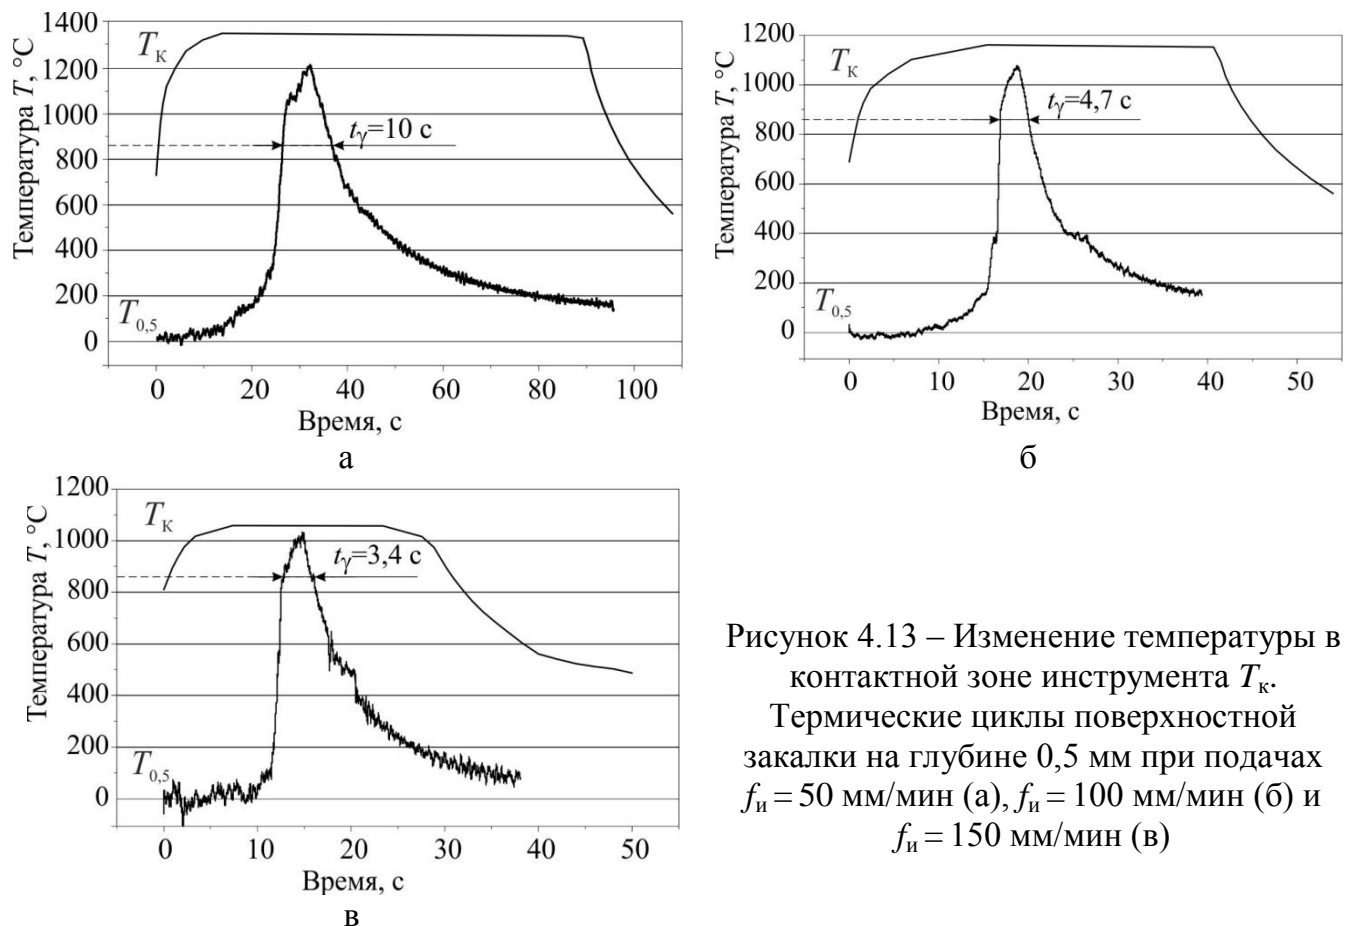 1400
1200
1000
800
600
400
200
0
Температура T, °C
Tк
tγ=10 с
T0,5
0 20 40 60 80 100
Время, с
а
1200
1000
800
600
400
200
0
Температура T, °C
Tк
tγ=4,7 с
T0,5
0 10 20 30 40 50
Время, с
б
1200
1000
800
600
400
200
0
Температура T, °C
Tк
tγ=3,4 с
T0,5
0 10 20 30 40 50
Время, с
в
Рисунок 4.13 – Изменение температуры в
контактной зоне инструмента Tк.
Термические циклы поверхностной
закалки на глубине 0,5 мм при подачах
fи = 50 мм/мин (а), fи = 100 мм/мин (б) и
fи = 150 мм/мин (в)